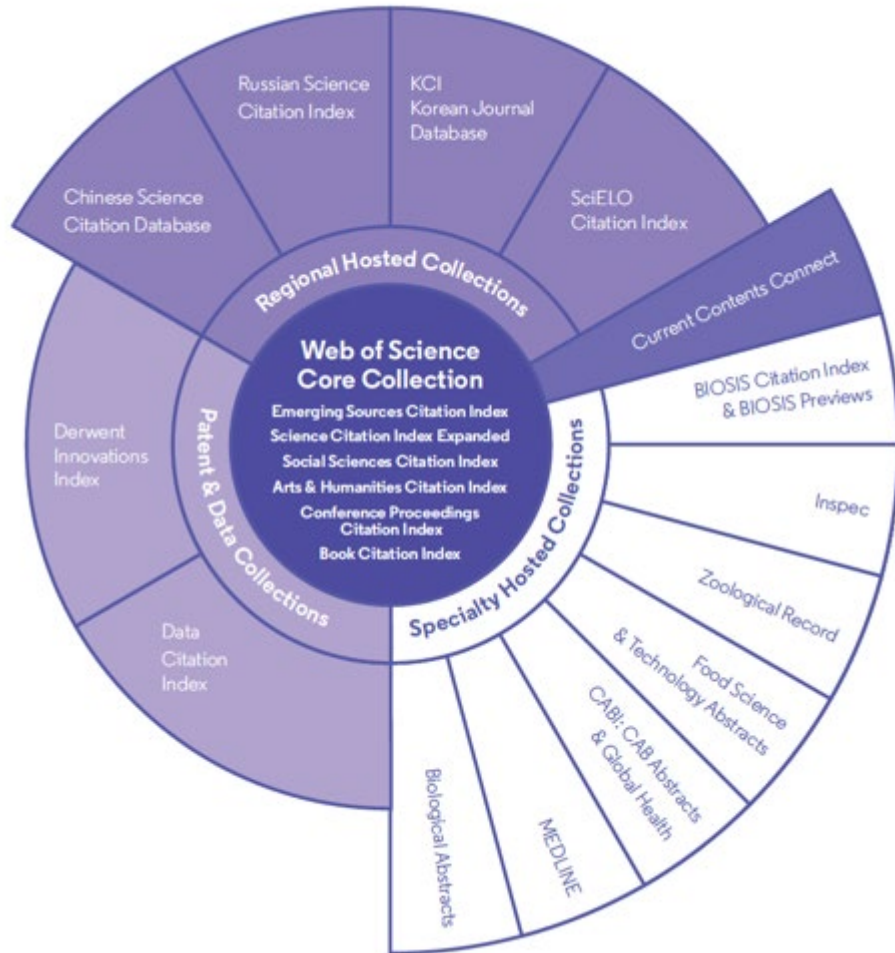 Russian Science
Citation Index
KCI
Korean Journal
Database
Chinese Science
Citation Database
SciELO
Citation Index
Regional Hosted Collections
Current Contents Connect
Web of Science
Core Collection
Emerging Sources Citation Index
Science Citation Index Expanded
Social Sciences Citation Index
Arts & Humanities Citation Index
Conference Proceedings
Citation Index
Book Citation Index
BIOSIS Citation Index
& BIOSIS Previews
Derwent
Innovations
Index
Patent & Data Collections
Specialty Hosted Collections
Inspec
Zoological Record
Food Science
& Technology Abstracts
CABI: CAB Abstracts
& Global Health
MEDLINE
Biological Abstracts
Data
Citation
Index